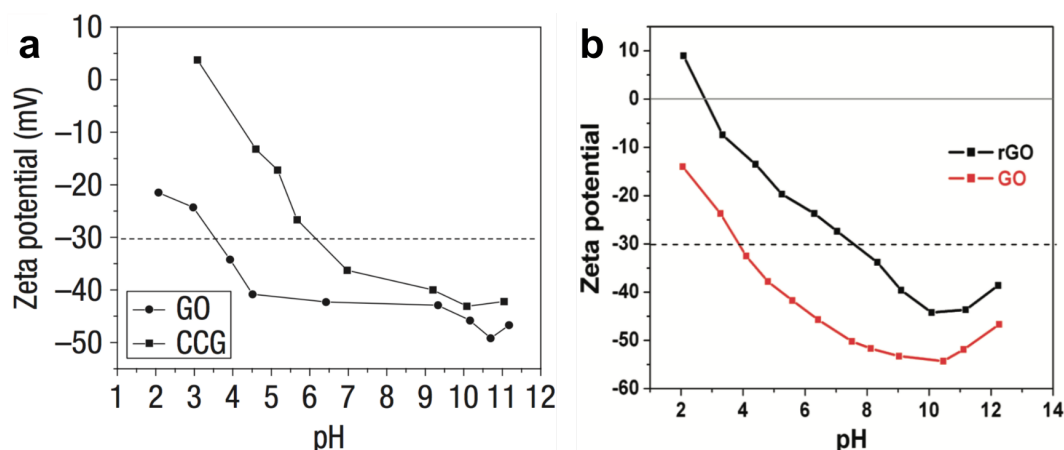 a
Zeta potential (mV)
10
0
–10
–20
–30
–40
–50
GO
CCG
1 2 3 4 5 6 7 8 9 10 11 12
pH
b
Zeta potential
10
0
-10
-20
-30
-40
-50
-60
rGO
GO
2 4 6 8 10 12 14
pH